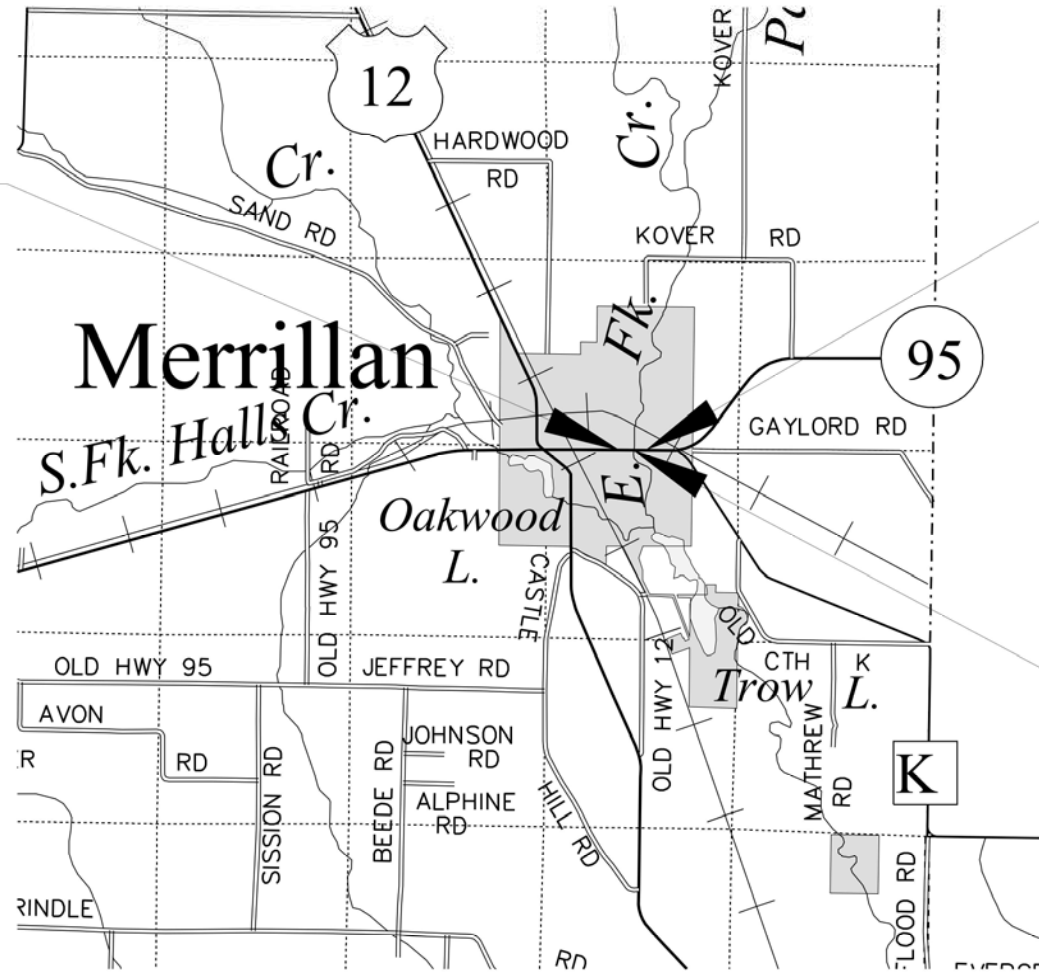 KOVER
12
HARDWOOD
RD
Cr.
Cr.
SAND RD
KOVER RD
Fk.
Merrillan
95
S.Fk. Halls Cr.
RAILROAD
RD
GAYLORD RD
E.
Oakwood
L.
OLD HWY 95
CASTLE
OLD HWY 95
JEFFREY RD
OLD
CTH K
Trow L.
OLD HWY 12
AVON
RD
JOHNSON
RD
MATHREW
RD
K
SISSION RD
BEEDE RD
ALPHINE
RD
HILL RD
RINDLE
FLOOD RD
RD